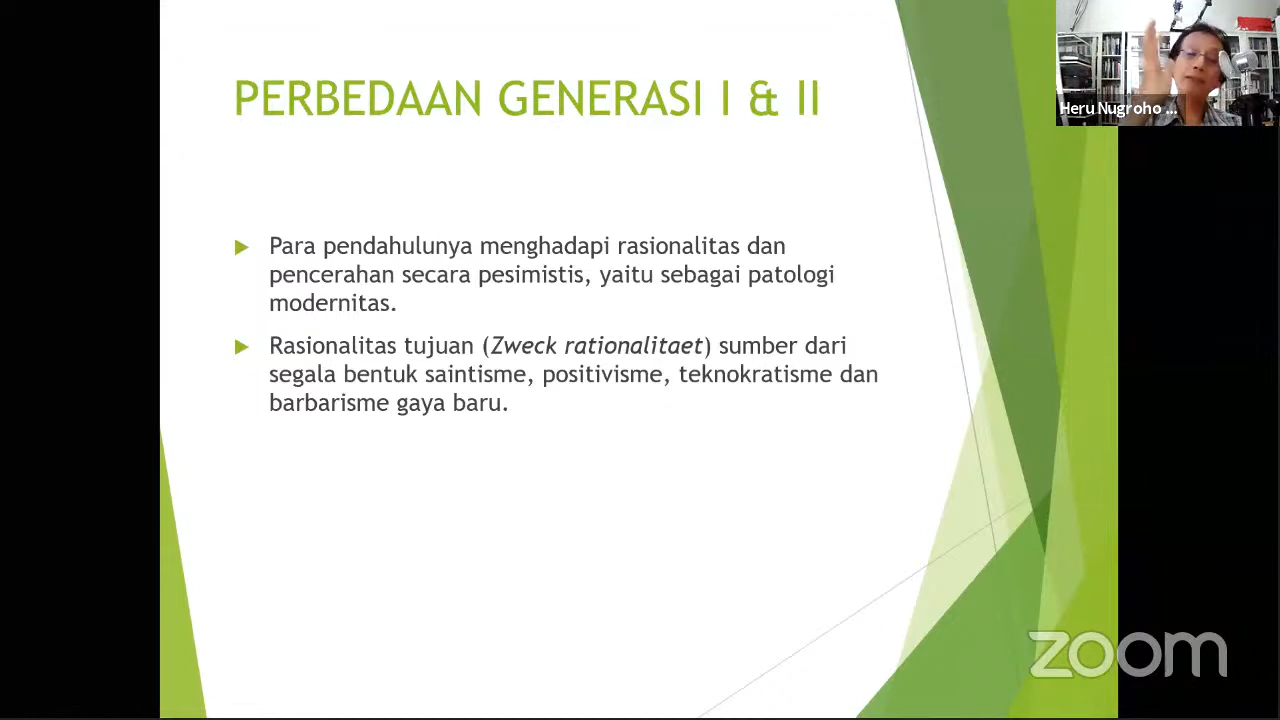 PERBEDAAN GENERASI I & II
Heru Nugroho ...
Para pendahulunya menghadapi rasionalitas dan
pencerahan secara pesimistis, yaitu sebagai patologi
modernitas.
Rasionalitas tujuan (Zweck rationalitaet) sumber dari
segala bentuk saintisme, positivisme, teknokratisme dan
barbarisme gaya baru.
zoom